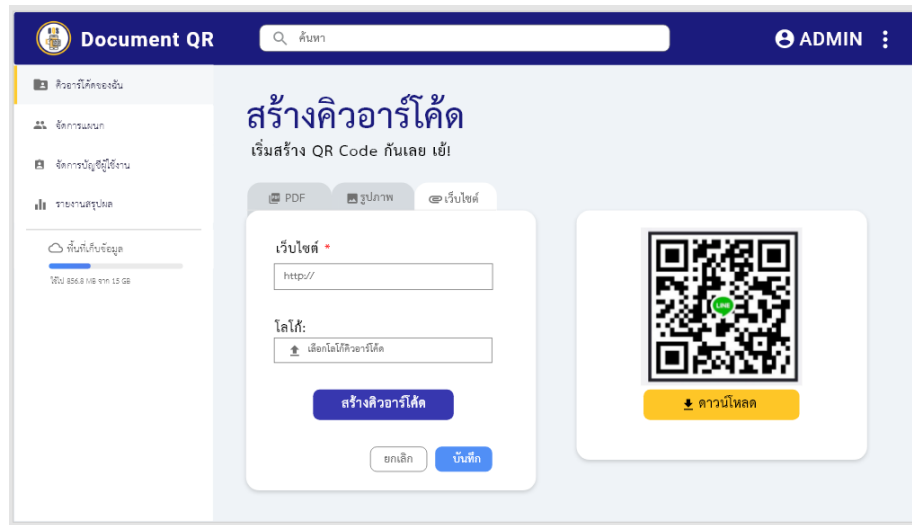 Document QR
ค้นหา
ADMIN
คิวอาร์โค้ดของฉัน
จัดการแผนก
จัดการบัญชีผู้ใช้งาน
รายงานสรุปผล
พื้นที่เก็บข้อมูล
ใช้ไป 856.8 MB จาก 15 GB
สร้างคิวอาร์โค้ด
เริ่มสร้าง QR Code กันเลย เย้!
PDF
รูปภาพ
เว็บไซต์
เว็บไซต์ *
http://
โลโก้:
เลือกโลโก้คิวอาร์โค้ด
สร้างคิวอาร์โค้ด
ยกเลิก
บันทึก
LINE
ดาวน์โหลด